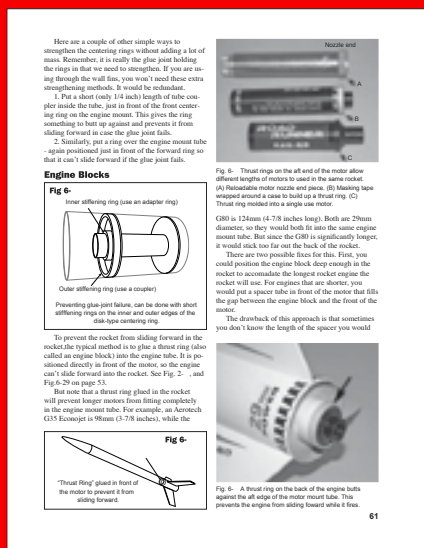 Here are a couple of other simple ways to
strengthen the centering rings without adding a lot of
mass. Remember, it is really the glue joint holding
the rings in that we need to strengthen. If you are us-
ing through the wall fins, you won't need these extra
strengthening methods. It would be redundant.
1. Put a short (only 1/4 inch) length of tube cou-
pler inside the tube, just in front of the front center-
ing ring on the engine mount. This gives the ring
something to butt up against and prevents it from
sliding forward in case the glue joint fails.
2. Similarly, put a ring over the engine mount tube
- again positioned just in front of the forward ring so
that it can't slide forward if the glue joint fails.
Engine Blocks
Fig 6-
Inner stiffening ring (use an adapter ring)
Outer stiffening ring (use a coupler)
Preventing glue-joint failure, can be done with short
stifffening rings on the inner and outer edges of the
disk-type centering ring.
To prevent the rocket from sliding forward in the
rocket,the typical method is to glue a thrust ring (also
called an engine block) into the engine tube. It is po-
sitioned directly in front of the motor, so the engine
can't slide forward into the rocket. See Fig. 2- , and
Fig.6-29 on page 53.
But note that a thrust ring glued in the rocket
will prevent longer motors from fitting completely
in the engine mount tube. For example, an Aerotech
G35 Econojet is 98mm (3-7/8 inches), while the
Fig 6-
"Thrust Ring" glued in front of
the motor to prevent it from
sliding forward.
Nozzle end
A
B
C
Fig. 6- Thrust rings on the aft end of the motor allow
different lengths of motors to used in the same rocket.
(A) Reloadable motor nozzle end piece. (B) Masking tape
wrapped around a case to build up a thrust ring. (C)
Thrust ring molded into a single use motor.
G80 is 124mm (4-7/8 inches long). Both are 29mm
diameter, so they would both fit into the same engine
mount tube. But since the G80 is significantly longer,
it would stick too far out the back of the rocket.
There are two possible fixes for this. First, you
could position the engine block deep enough in the
rocket to accomadate the longest rocket engine the
rocket will use. For engines that are shorter, you
would put a spacer tube in front of the motor that fills
the gap between the engine block and the front of the
motor.
The drawback of this approach is that sometimes
you don't know the length of the spacer you would
Fig. 6- A thrust ring on the back of the engine butts
against the aft edge of the motor mount tube. This
prevents the engine from sliding foward while it fires.
61